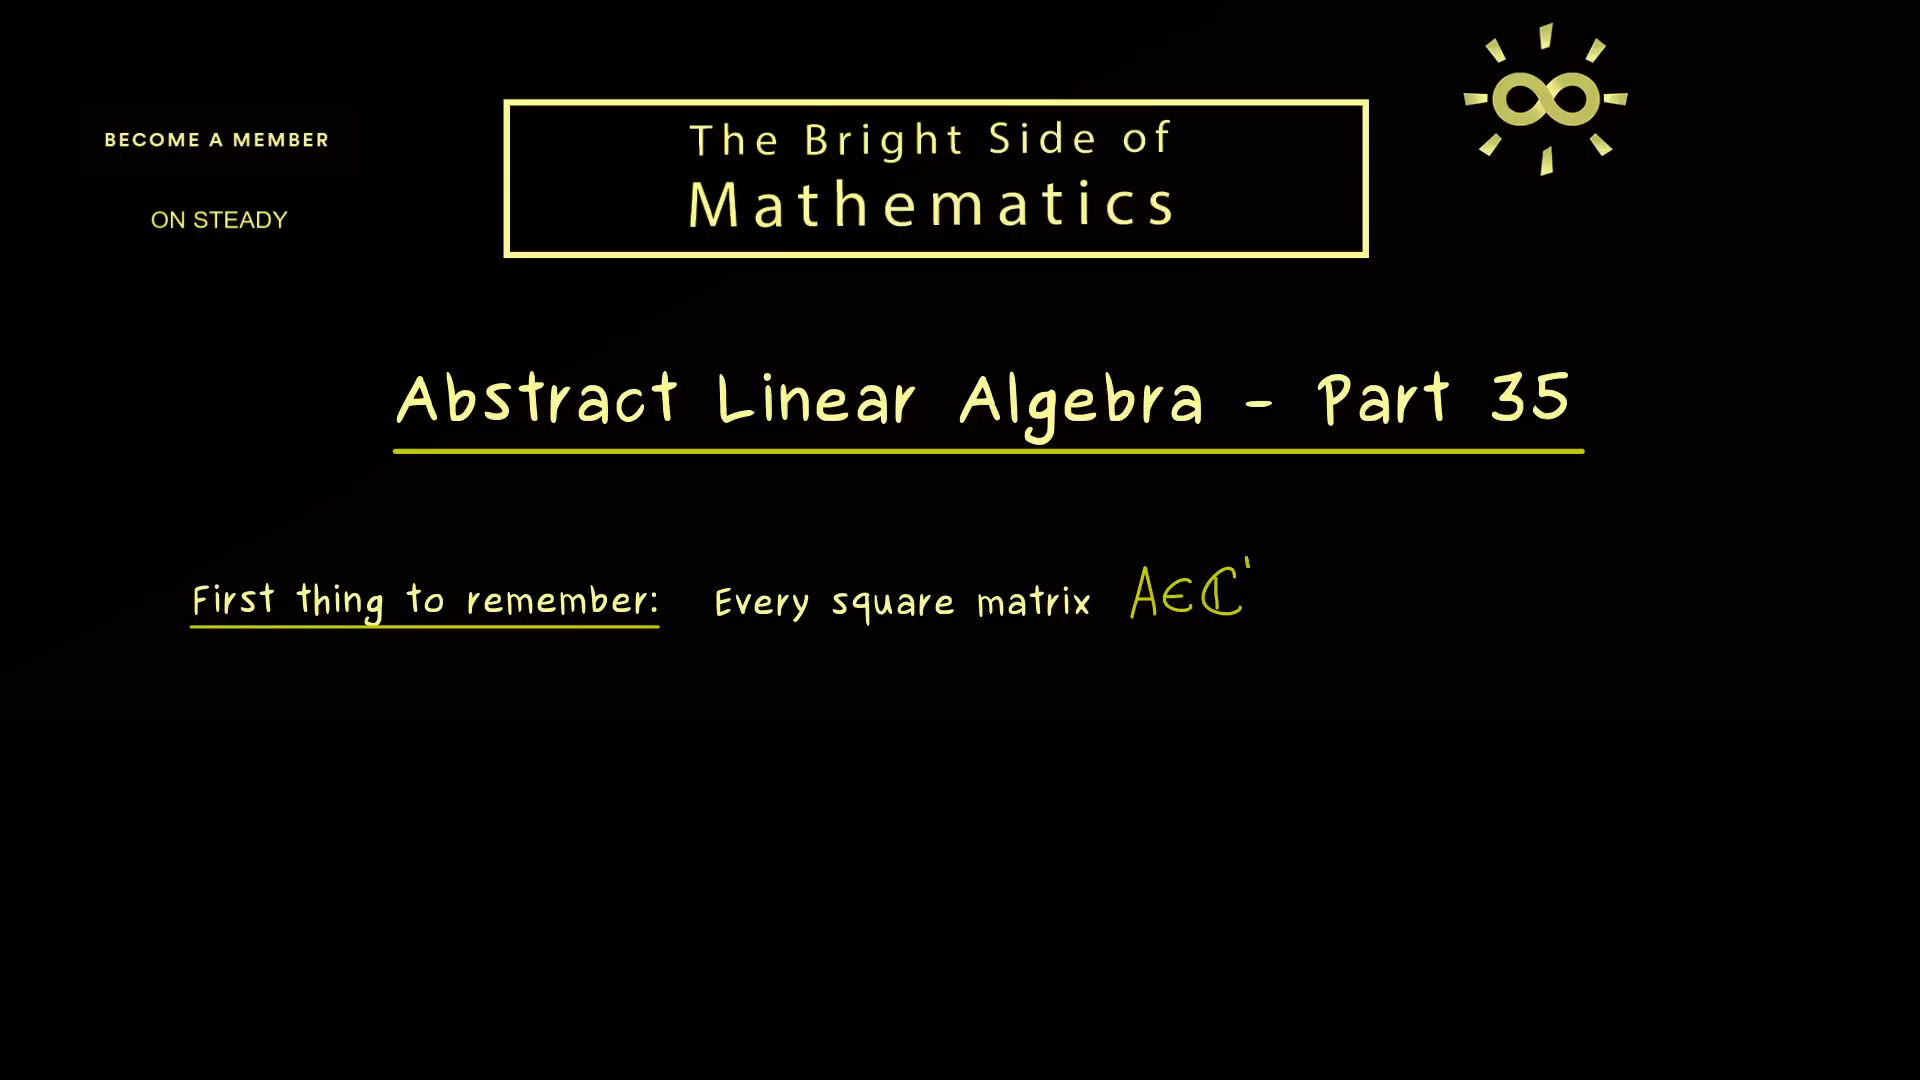 BECOME A MEMBER
ON STEADY
The Bright Side of
Mathematics
Abstract Linear Algebra - Part 35
First thing to remember: Every square matrix A∈ℂ'